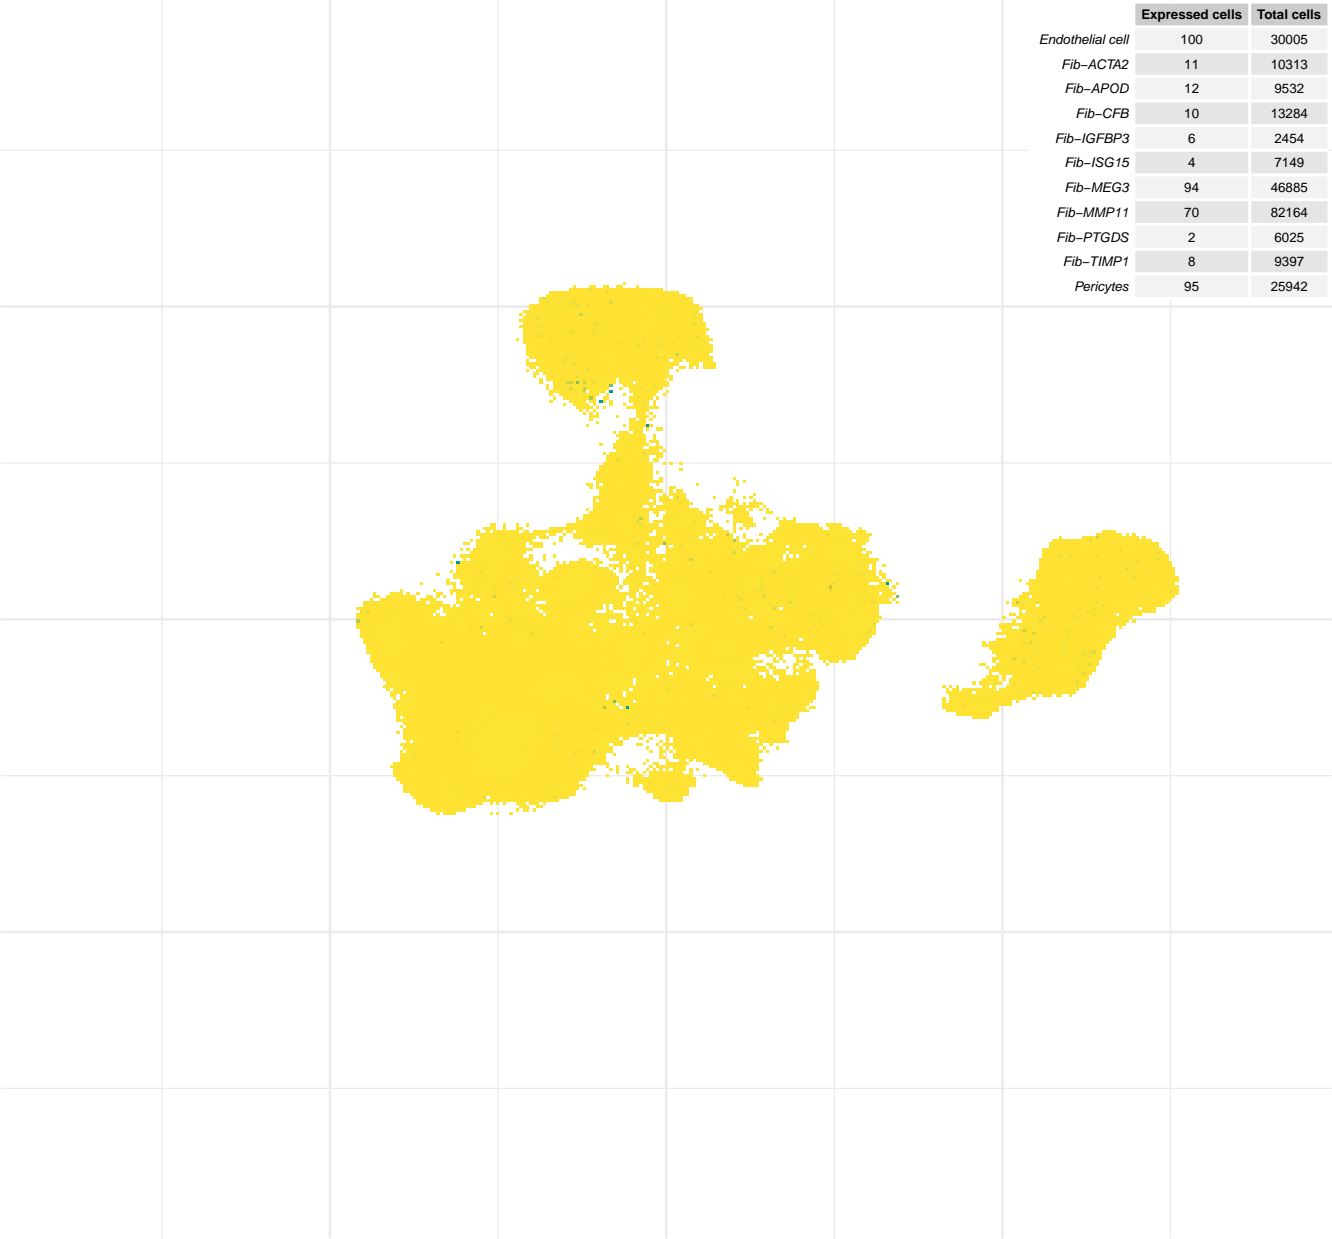 Expressed cells Total cells
Endothelial cell 100 30005
Fib−ACTA2 11 10313
Fib−APOD 12 9532
Fib−CFB 10 13284
Fib−IGFBP3 6 2454
Fib−ISG15 4 7149
Fib−MEG3 94 46885
Fib−MMP11 70 82164
Fib−PTGDS 2 6025
Fib−TIMP1 8 9397
Pericytes 95 25942